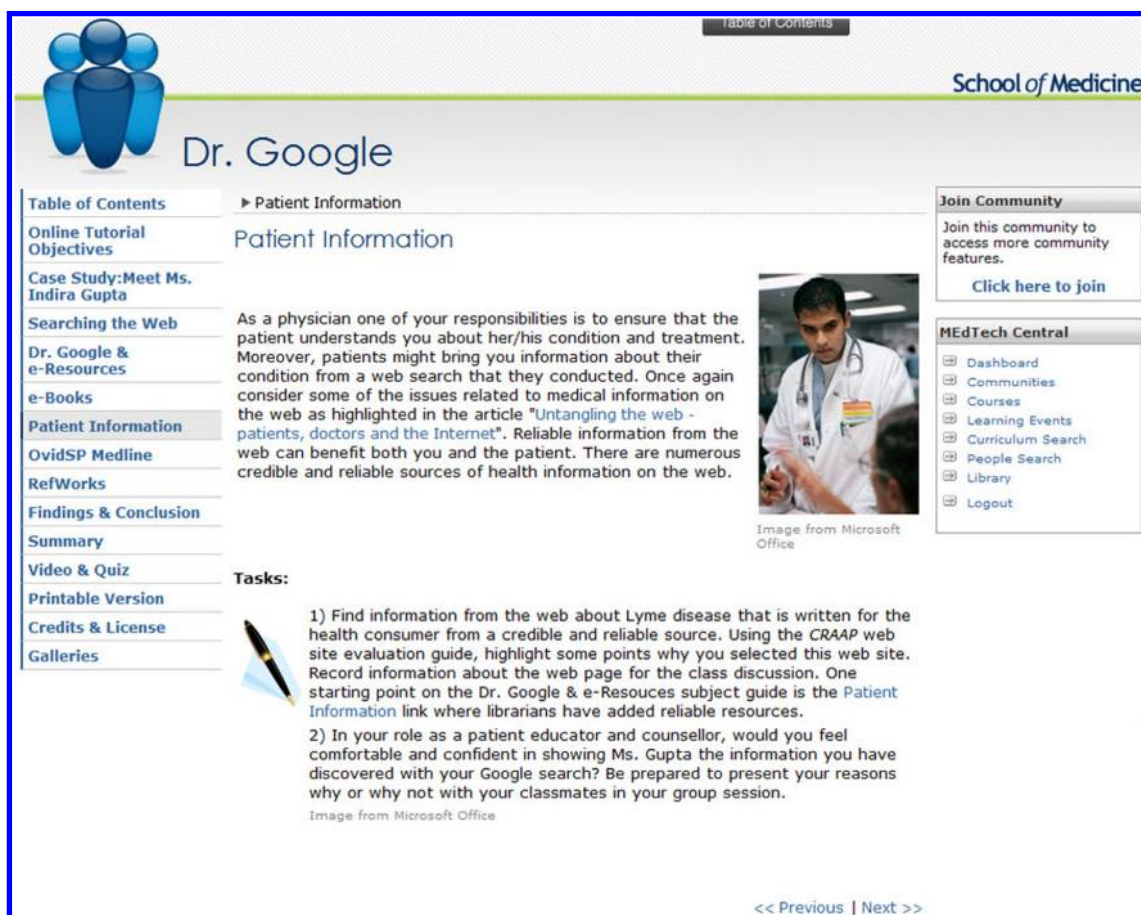 Table of Contents
School of Medicine
Dr. Google
Table of Contents
Online Tutorial
Objectives
Case Study:Meet Ms.
Indira Gupta
Searching the Web
Dr. Google &
e-Resources
e-Books
Patient Information
OvidSP Medline
RefWorks
Findings & Conclusion
Summary
Video & Quiz
Printable Version
Credits & License
Galleries
Patient Information
Patient Information
As a physician one of your responsibilities is to ensure that the
patient understands you about her/his condition and treatment.
Moreover, patients might bring you information about their
condition from a web search that they conducted. Once again
consider some of the issues related to medical information on
the web as highlighted in the article "Untangling the web -
patients, doctors and the Internet". Reliable information from the
web can benefit both you and the patient. There are numerous
credible and reliable sources of health information on the web.
Image from Microsoft
Office
Tasks:
1) Find information from the web about Lyme disease that is written for the
health consumer from a credible and reliable source. Using the CRAAP web
site evaluation guide, highlight some points why you selected this web site.
Record information about the web page for the class discussion. One
starting point on the Dr. Google & e-Resouces subject guide is the Patient
Information link where librarians have added reliable resources.
2) In your role as a patient educator and counsellor, would you feel
comfortable and confident in showing Ms. Gupta the information you have
discovered with your Google search? Be prepared to present your reasons
why or why not with your classmates in your group session.
Image from Microsoft Office
<< Previous | Next >>
Join Community
Join this community to
access more community
features.
Click here to join
MEdTech Central
Dashboard
Communities
Courses
Learning Events
Curriculum Search
People Search
Library
Logout